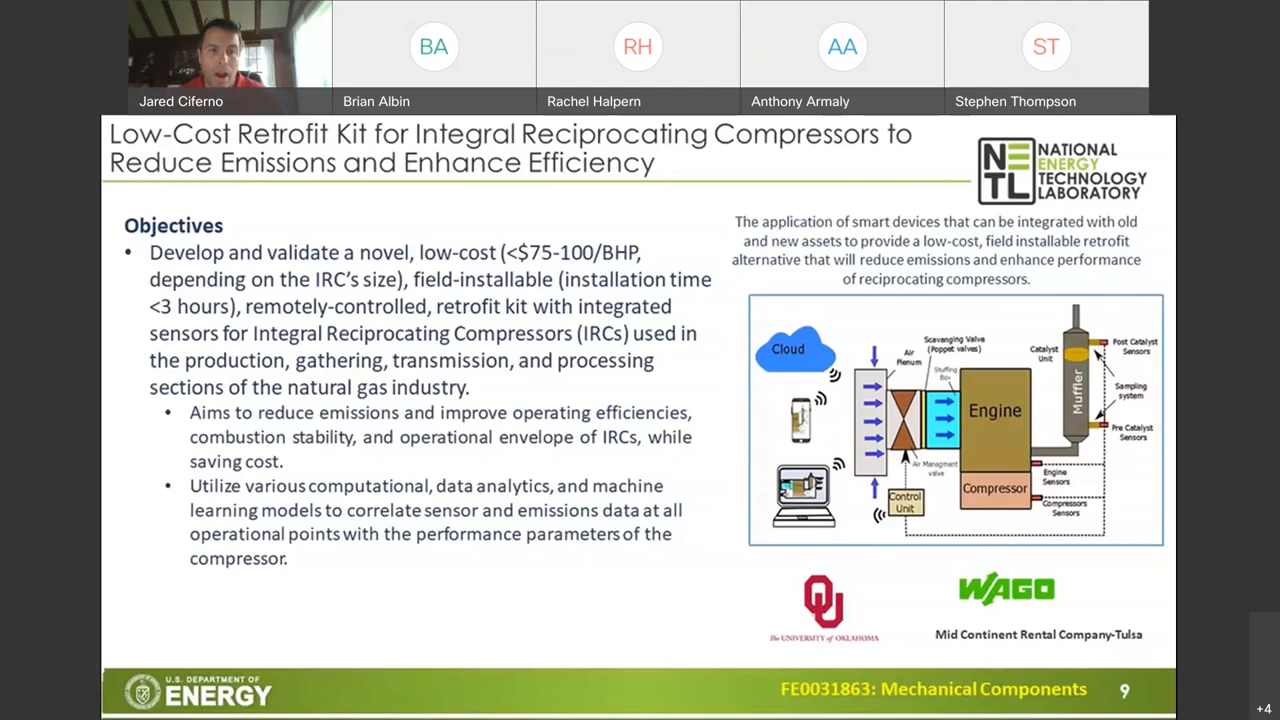 BA
RH
AA
ST
Jared Ciferno
Brian Albin
Rachel Halpern
Anthony Armaly
Stephen Thompson
Low-Cost Retrofit Kit for Integral Reciprocating Compressors to
Reduce Emissions and Enhance Efficiency
NE
TL
NATIONAL
ENERGY
TECHNOLOGY
LABORATORY
Objectives
• Develop and validate a novel, low-cost (<$75-100/BHP,
depending on the IRC's size), field-installable (installation time
<3 hours), remotely-controlled, retrofit kit with integrated
sensors for Integral Reciprocating Compressors (IRCs) used in
the production, gathering, transmission, and processing
sections of the natural gas industry.
• Aims to reduce emissions and improve operating efficiencies,
combustion stability, and operational envelope of IRCs, while
saving cost.
• Utilize various computational, data analytics, and machine
learning models to correlate sensor and emissions data at all
operational points with the performance parameters of the
compressor.
The application of smart devices that can be integrated with old
and new assets to provide a low-cost, field installable retrofit
alternative that will reduce emissions and enhance performance
of reciprocating compressors.
Cloud
Air
Plenum
Scavanging Valve
(Poppet valves)
Stuffing
Box
Catalyst
Unit
Post Catalyst
Sensors
Muffler
Sampling
system
Engine
Pre Catalyst
Sensors
Air Managment
valve
Engine
Sensors
Control
Unit
Compressor
Compressors
Sensors
OU
The UNIVERSITY of OKLAHOMA
WAGO
Mid Continent Rental Company-Tulsa
U.S. DEPARTMENT OF
ENERGY
FE0031863: Mechanical Components
9
+4